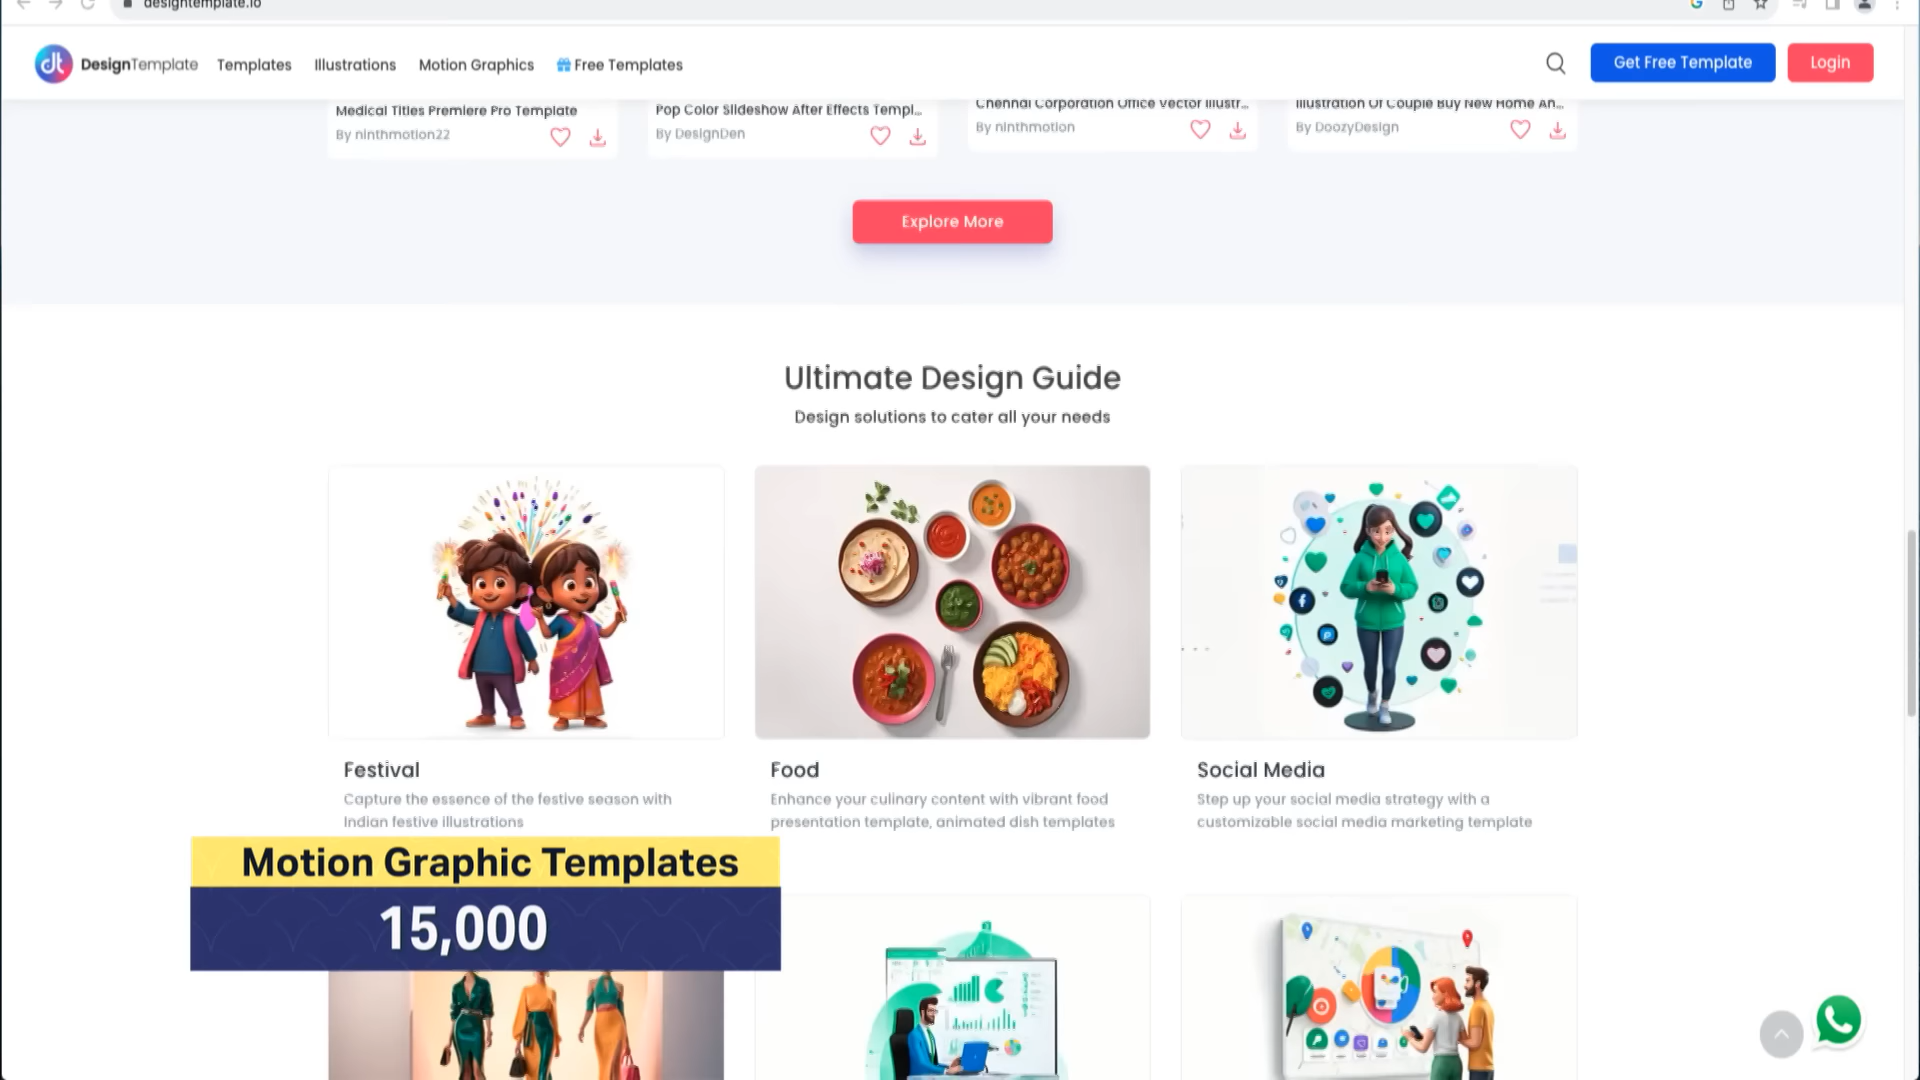 designtemplate.io
DesignTemplate
Templates
Illustrations
Motion Graphics
Free Templates
Get Free Template
Login
Medical Titles Premiere Pro Template
By ninthmotion22
Pop Color Slideshow After Effects Templ...
By DesignDen
Chennai Corporation Office Vector Illustr...
By ninthmotion
Illustration Of Couple Buy New Home An...
By DoozyDesign
Explore More
Ultimate Design Guide
Design solutions to cater all your needs
Festival
Capture the essence of the festive season with
Indian festive illustrations
Food
Enhance your culinary content with vibrant food
presentation template, animated dish templates
Social Media
Step up your social media strategy with a
customizable social media marketing template
Motion Graphic Templates
15,000